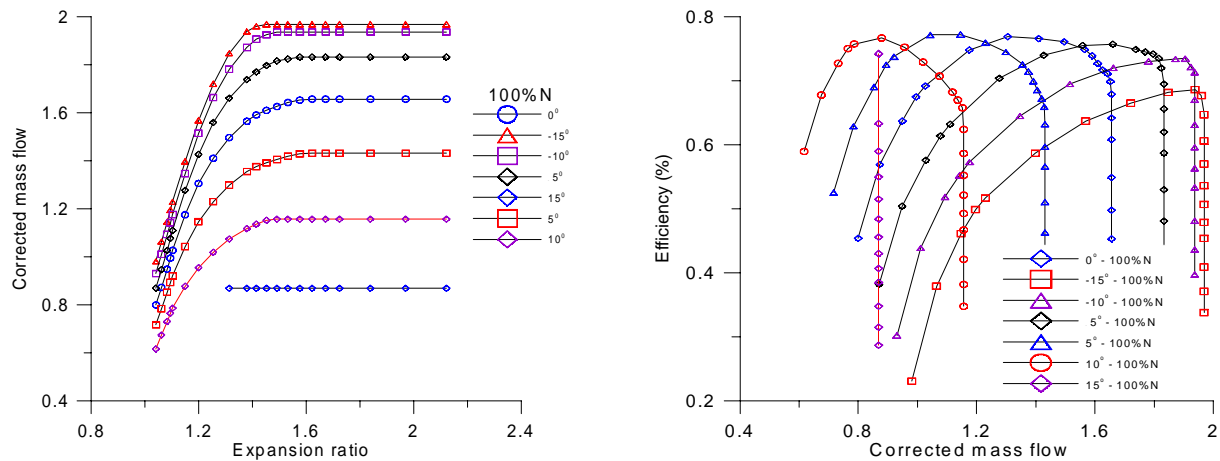 2
1.6
1.2
0.8
0.4
Corrected mass flow
0.8
1.2
1.6
2
2.4
Expansion ratio
100%N
0°
-15°
-10°
5°
15°
5°
10°
0.8
0.6
0.4
0.2
Efficiency (%)
0.4
0.8
1.2
1.6
2
Corrected mass flow
0° - 100%N
-15° - 100%N
-10° - 100%N
5° - 100%N
5° - 100%N
10° - 100%N
15° - 100%N